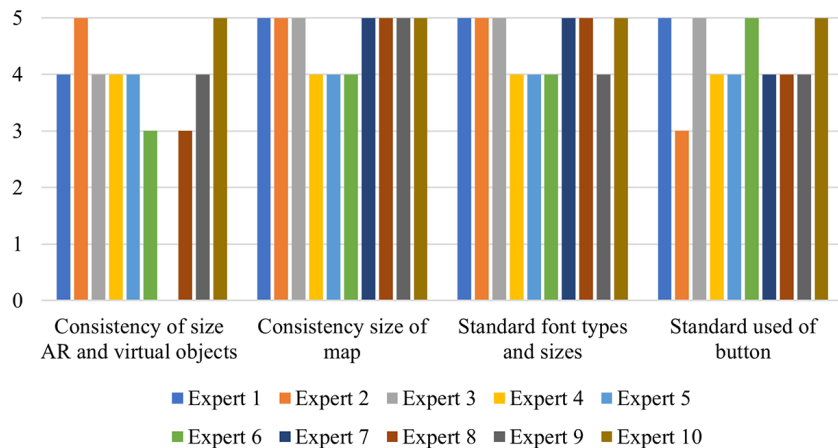 5
4
3
2
1
0
Consistency of size
AR and virtual objects
Consistency size of
map
Standard font types
and sizes
Standard used of
button
Expert 1 Expert 2 Expert 3 Expert 4 Expert 5
Expert 6 Expert 7 Expert 8 Expert 9 Expert 10